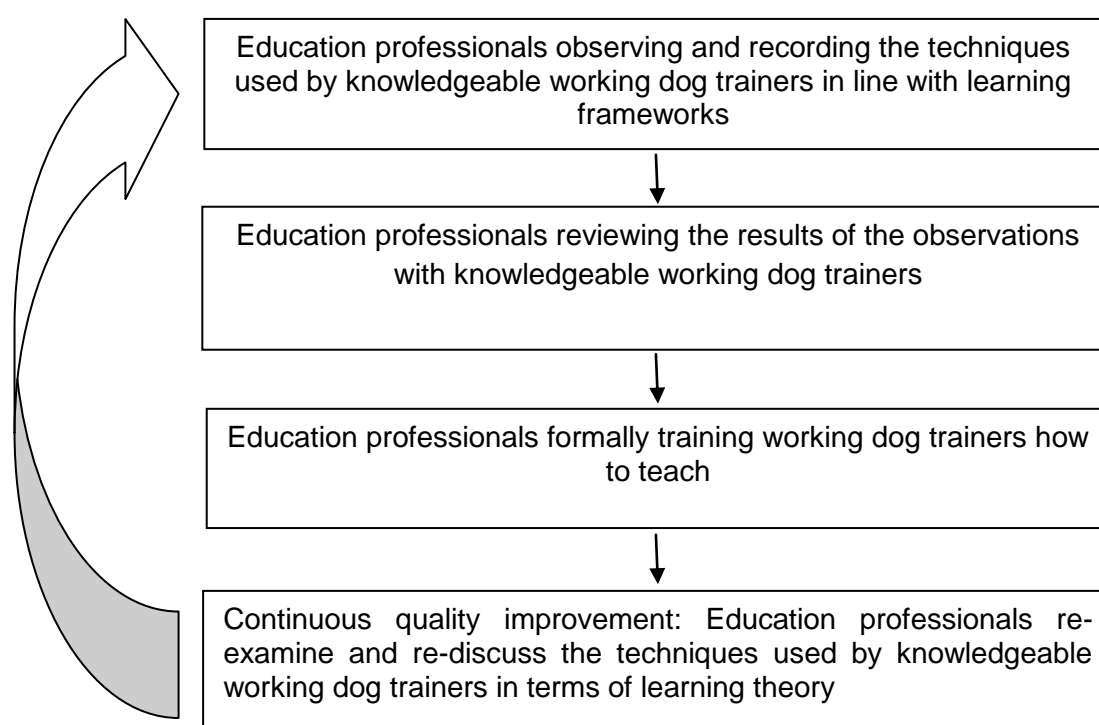 Education professionals observing and recording the techniques
used by knowledgeable working dog trainers in line with learning
frameworks
Education professionals reviewing the results of the observations
with knowledgeable working dog trainers
Education professionals formally training working dog trainers how
to teach
Continuous quality improvement: Education professionals re-
examine and re-discuss the techniques used by knowledgeable
working dog trainers in terms of learning theory